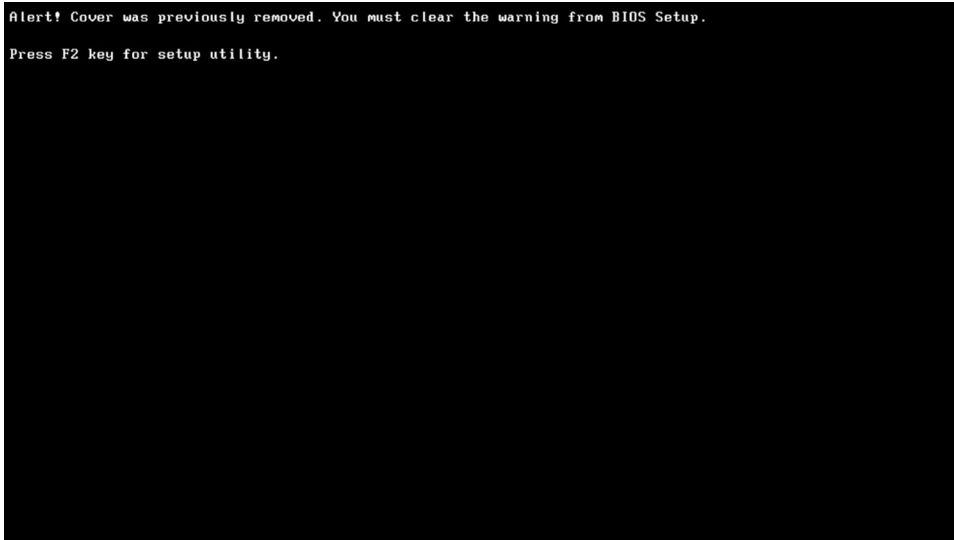 Alert! Cover was previously removed. You must clear the warning from BIOS Setup.
Press F2 key for setup utility.